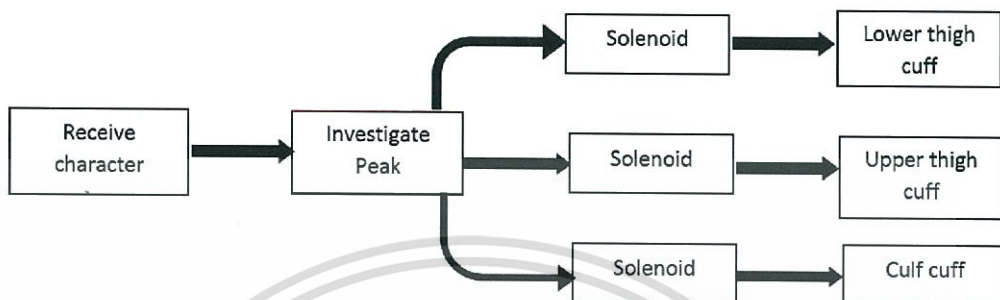 Receive
character
Investigate
Peak
Solenoid
Lower thigh
cuff
Solenoid
Upper thigh
cuff
Solenoid
Culf cuff